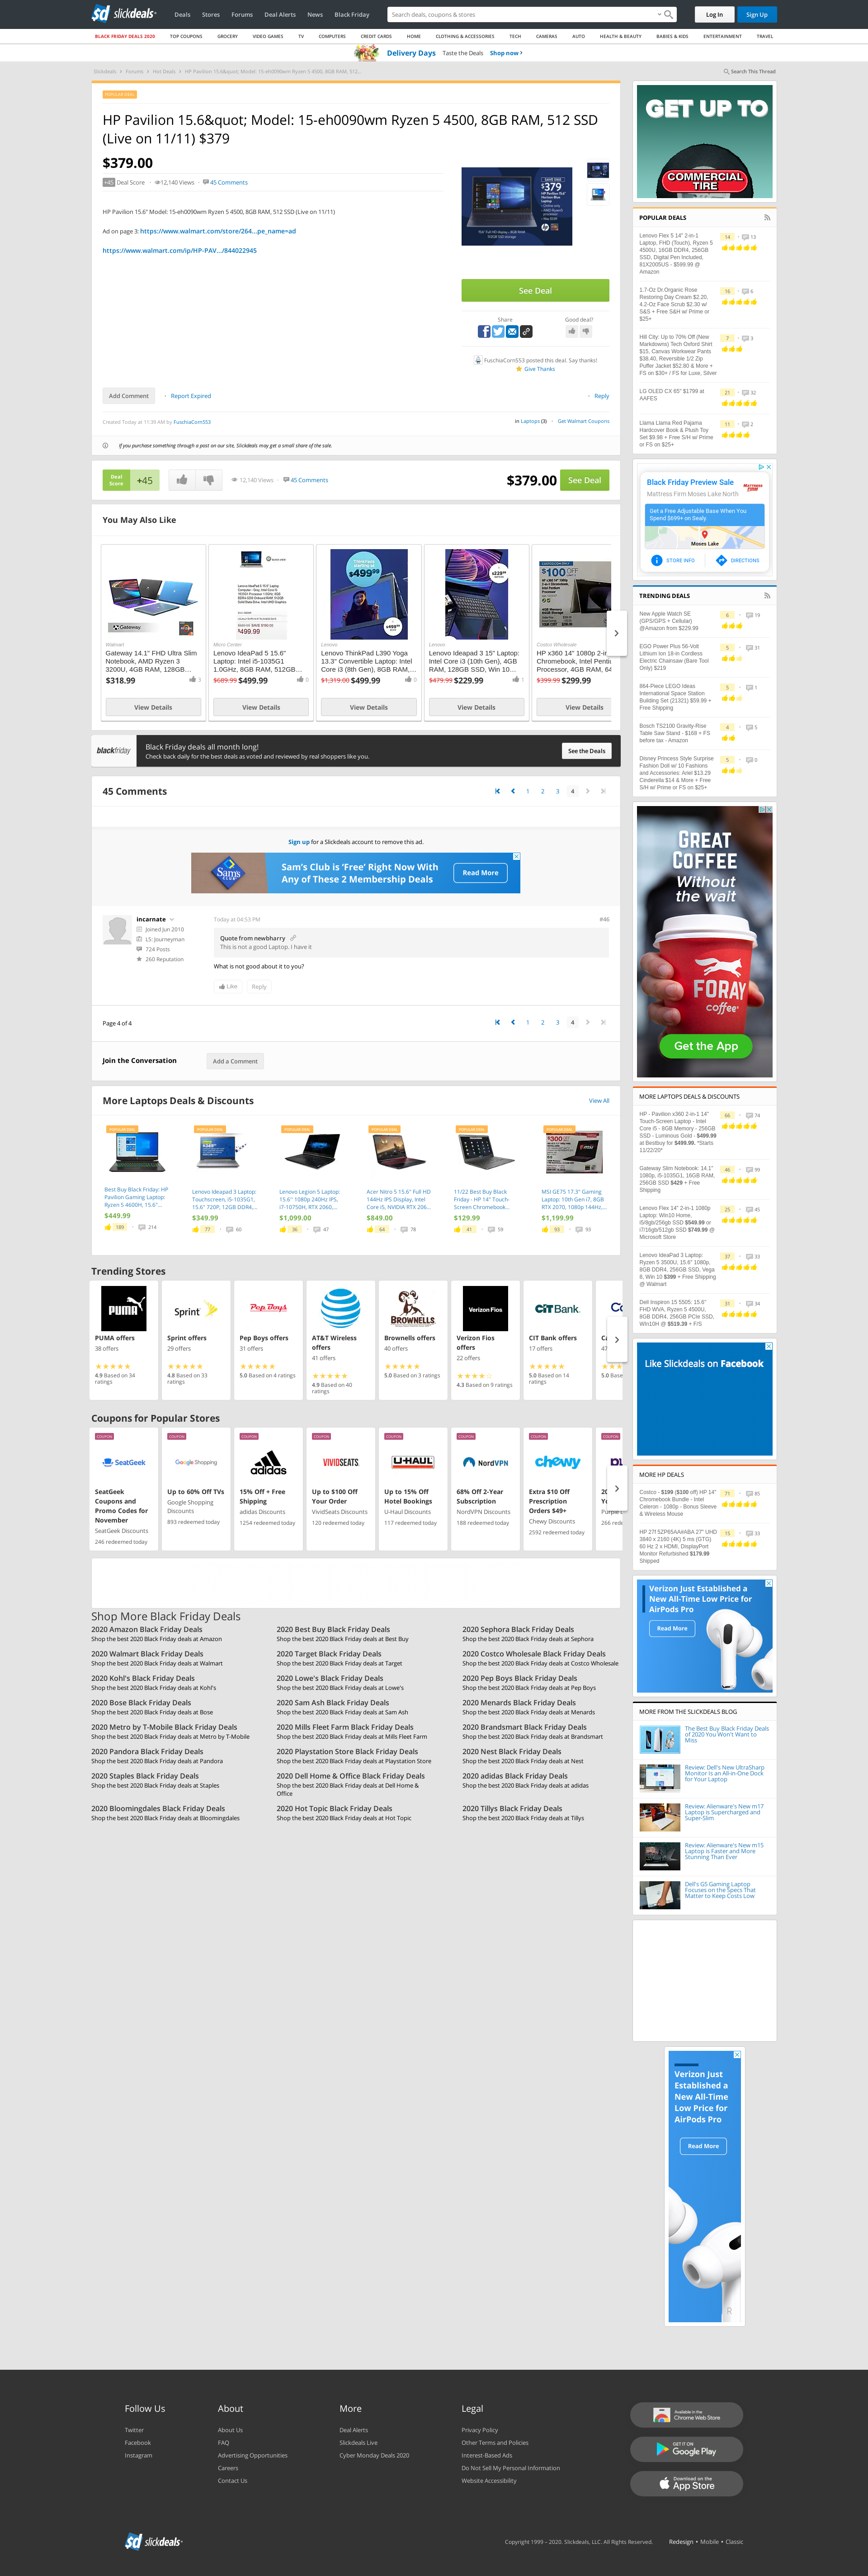 slickdeals
Deals Stores Forums Deal Alerts News Black Friday
Search deals, coupons & stores
Log In Sign Up
BLACK FRIDAY DEALS 2020 TOP COUPONS GROCERY VIDEO GAMES TV COMPUTERS CREDIT CARDS HOME CLOTHING & ACCESSORIES TECH CAMERAS AUTO HEALTH & BEAUTY BABIES & KIDS ENTERTAINMENT TRAVEL
Delivery Days Taste the Deals Shop now
Slickdeals Forums Hot Deals HP Pavilion 15.6&quot; Model: 15-eh0090wm Ryzen 5 4500, 8GB RAM, 512...
Search This Thread
POPULAR DEAL
HP Pavilion 15.6&quot; Model: 15-eh0090wm Ryzen 5 4500, 8GB RAM, 512 SSD
(Live on 11/11) $379
$379.00
+45 Deal Score 12,140 Views 45 Comments
HP Pavilion 15.6" Model: 15-eh0090wm Ryzen 5 4500, 8GB RAM, 512 SSD (Live on 11/11)
Ad on page 3: https://www.walmart.com/store/264...pe_name=ad
https://www.walmart.com/ip/HP-PAV.../844022945
See Deal
Share Good deal?
FuschiaCorn553 posted this deal. Say thanks!
Give Thanks
Add Comment Report Expired Reply
Created Today at 11:35 AM by FuschiaCorn553
in Laptops (3) Get Walmart Coupons
If you purchase something through a post on our site, Slickdeals may get a small share of the sale.
Deal
Score +45
12,140 Views 45 Comments $379.00 See Deal
You May Also Like
Walmart
Gateway 14.1" FHD Ultra Slim
Notebook, AMD Ryzen 3
3200U, 4GB RAM, 128GB...
$318.99 3
View Details
Micro Center
Lenovo IdeaPad 5 15.6"
Laptop: Intel i5-1035G1
1.0GHz, 8GB RAM, 512GB...
$689.99 $499.99 0
View Details
Lenovo
Lenovo ThinkPad L390 Yoga
13.3" Convertible Laptop: Intel
Core i3 (8th Gen), 8GB RAM,...
$1,319.00 $499.99 0
View Details
Lenovo
Lenovo Ideapad 3 15" Laptop:
Intel Core i3 (10th Gen), 4GB
RAM, 128GB SSD, Win 10...
$479.99 $229.99 1
View Details
Costco Wholesale
HP x360 14" 1080p 2-in
Chromebook, Intel Pentiu
Processor, 4GB RAM, 64
$399.99 $299.99
View Details
blackfriday
Black Friday deals all month long!
Check back daily for the best deals as voted and reviewed by real shoppers like you.
See the Deals
45 Comments
1 2 3 4
Sign up for a Slickdeals account to remove this ad.
Sam's
CLUB
Sam's Club is 'Free' Right Now With
Any of These 2 Membership Deals
Read More
incarnate
Joined Jun 2010
L5: Journeyman
724 Posts
260 Reputation
Today at 04:53 PM #46
Quote from newbharry
This is not a good Laptop. I have it
What is not good about it to you?
Like Reply
Page 4 of 4
1 2 3 4
Join the Conversation Add a Comment
More Laptops Deals & Discounts View All
POPULAR DEAL
Best Buy Black Friday: HP
Pavilion Gaming Laptop:
Ryzen 5 4600H, 15.6"...
$449.99
189 214
POPULAR DEAL
Lenovo Ideapad 3 Laptop:
Touchscreen, i5-1035G1,
15.6" 720P, 12GB DDR4,...
$349.99
77 60
POPULAR DEAL
Lenovo Legion 5 Laptop:
15.6" 1080p 240Hz IPS,
i7-10750H, RTX 2060,...
$1,099.00
36 47
POPULAR DEAL
Acer Nitro 5 15.6" Full HD
144Hz IPS Display, Intel
Core i5, NVIDIA RTX 206...
$849.00
64 78
POPULAR DEAL
11/22 Best Buy Black
Friday - HP 14" Touch-
Screen Chromebook...
$129.99
41 59
POPULAR DEAL
MSI GE75 17.3" Gaming
Laptop: 10th Gen i7, 8GB
RTX 2070, 1080p 144Hz,...
$1,199.99
93 93
Trending Stores
PUMA offers
38 offers
4.9 Based on 34
ratings
Sprint
Sprint offers
29 offers
4.8 Based on 33
ratings
Pep Boys
Pep Boys offers
31 offers
5.0 Based on 4 ratings
AT&T Wireless
offers
41 offers
4.9 Based on 40
ratings
BROWNELLS
Brownells offers
40 offers
5.0 Based on 3 ratings
Verizon Fios
Verizon Fios
offers
22 offers
4.3 Based on 9 ratings
CIT BANK
CIT Bank offers
17 offers
5.0 Based on 14
ratings
Coupons for Popular Stores
COUPON
SeatGeek
SeatGeek
Coupons and
Promo Codes for
November
SeatGeek Discounts
246 redeemed today
COUPON
Google Shopping
Up to 60% Off TVs
Google Shopping
Discounts
893 redeemed today
COUPON
adidas
15% Off + Free
Shipping
adidas Discounts
1254 redeemed today
COUPON
VIVIDSEATS
Up to $100 Off
Your Order
VividSeats Discounts
120 redeemed today
COUPON
U-HAUL
Up to 15% Off
Hotel Bookings
U-Haul Discounts
117 redeemed today
COUPON
NordVPN
68% Off 2-Year
Subscription
NordVPN Discounts
188 redeemed today
COUPON
chewy
Extra $10 Off
Prescription
Orders $49+
Chewy Discounts
2592 redeemed today
COUPON
Shop More Black Friday Deals
2020 Amazon Black Friday Deals
Shop the best 2020 Black Friday deals at Amazon
2020 Best Buy Black Friday Deals
Shop the best 2020 Black Friday deals at Best Buy
2020 Sephora Black Friday Deals
Shop the best 2020 Black Friday deals at Sephora
2020 Walmart Black Friday Deals
Shop the best 2020 Black Friday deals at Walmart
2020 Target Black Friday Deals
Shop the best 2020 Black Friday deals at Target
2020 Costco Wholesale Black Friday Deals
Shop the best 2020 Black Friday deals at Costco Wholesale
2020 Kohl's Black Friday Deals
Shop the best 2020 Black Friday deals at Kohl's
2020 Lowe's Black Friday Deals
Shop the best 2020 Black Friday deals at Lowe's
2020 Pep Boys Black Friday Deals
Shop the best 2020 Black Friday deals at Pep Boys
2020 Bose Black Friday Deals
Shop the best 2020 Black Friday deals at Bose
2020 Sam Ash Black Friday Deals
Shop the best 2020 Black Friday deals at Sam Ash
2020 Menards Black Friday Deals
Shop the best 2020 Black Friday deals at Menards
2020 Metro by T-Mobile Black Friday Deals
Shop the best 2020 Black Friday deals at Metro by T-Mobile
2020 Mills Fleet Farm Black Friday Deals
Shop the best 2020 Black Friday deals at Mills Fleet Farm
2020 Brandsmart Black Friday Deals
Shop the best 2020 Black Friday deals at Brandsmart
2020 Pandora Black Friday Deals
Shop the best 2020 Black Friday deals at Pandora
2020 Playstation Store Black Friday Deals
Shop the best 2020 Black Friday deals at Playstation Store
2020 Nest Black Friday Deals
Shop the best 2020 Black Friday deals at Nest
2020 Staples Black Friday Deals
Shop the best 2020 Black Friday deals at Staples
2020 Dell Home & Office Black Friday Deals
Shop the best 2020 Black Friday deals at Dell Home &
Office
2020 adidas Black Friday Deals
Shop the best 2020 Black Friday deals at adidas
2020 Bloomingdales Black Friday Deals
Shop the best 2020 Black Friday deals at Bloomingdales
2020 Hot Topic Black Friday Deals
Shop the best 2020 Black Friday deals at Hot Topic
2020 Tillys Black Friday Deals
Shop the best 2020 Black Friday deals at Tillys
GET UP TO
COMMERCIAL
TIRE
POPULAR DEALS
Lenovo Flex 5 14" 2-in-1
Laptop, FHD (Touch), Ryzen 5
4500U, 16GB DDR4, 256GB
SSD, Digital Pen Included,
81X2005US - $599.99 @
Amazon
14 13
1.7-Oz Dr.Organic Rose
Restoring Day Cream $2.20,
4.2-Oz Face Scrub $2.30 w/
S&S + Free S&H w/ Prime or
$25+
16 6
Hill City: Up to 70% Off (New
Markdowns) Tech Oxford Shirt
$15, Canvas Workwear Pants
$38.40, Reversible 1/2 Zip
Puffer Jacket $52.80 & More +
FS on $30+ / FS for Luxe, Silver
7 3
LG OLED CX 65" $1799 at
AAFES
21 32
Llama Llama Red Pajama
Hardcover Book & Plush Toy
Set $9.98 + Free S/H w/ Prime
or FS on $25+
11 2
Black Friday Preview Sale
Mattress Firm Moses Lake North
MATTRESS
FIRM
Get a Free Adjustable Base When You
Spend $699+ on Sealy.
Moses Lake
STORE INFO DIRECTIONS
TRENDING DEALS
New Apple Watch SE
(GPS/GPS + Cellular)
@Amazon from $229.99
6 19
EGO Power Plus 56-Volt
Lithium Ion 18-in Cordless
Electric Chainsaw (Bare Tool
Only) $219
5 31
864-Piece LEGO Ideas
International Space Station
Building Set (21321) $59.99 +
Free Shipping
5 1
Bosch TS2100 Gravity-Rise
Table Saw Stand - $168 + FS
before tax - Amazon
4 5
Disney Princess Style Surprise
Fashion Doll w/ 10 Fashions
and Accessories: Ariel $13.29
Cinderella $14 & More + Free
S/H w/ Prime or FS on $25+
5 0
GREAT
COFFEE
Without
the wait
FORAY
coffee
Get the App
MORE LAPTOPS DEALS & DISCOUNTS
HP - Pavilion x360 2-in-1 14"
Touch-Screen Laptop - Intel
Core i5 - 8GB Memory - 256GB
SSD - Luminous Gold - $499.99
at Bestbuy for $499.99. *Starts
11/22/20*
66 74
Gateway Slim Notebook: 14.1"
1080p, i5-1035G1, 16GB RAM,
256GB SSD $429 + Free
Shipping
46 99
Lenovo Flex 14" 2-in-1 1080p
Laptop: Win10 Home,
i5/8gb/256gb SSD $549.99 or
i7/16gb/512gb SSD $749.99 @
Microsoft Store
25 45
Lenovo IdeaPad 3 Laptop:
Ryzen 5 3500U, 15.6" 1080p,
8GB DDR4, 256GB SSD, Vega
8, Win 10 $399 + Free Shipping
@ Walmart
37 33
Dell Inspiron 15 5505: 15.6"
FHD WVA, Ryzen 5 4500U,
8GB DDR4, 256GB PCIe SSD,
Win10H @ $519.39 + F/S
31 34
Like Slickdeals on Facebook
MORE HP DEALS
Costco - $199 ($100 off) HP 14"
Chromebook Bundle - Intel
Celeron - 1080p - Bonus Sleeve
& Wireless Mouse
71 65
HP 27f 5ZP65AA#ABA 27" UHD
3840 x 2160 (4K) 5 ms (GTG)
60 Hz 2 x HDMI, DisplayPort
Monitor Refurbished $179.99
Shipped
15 33
Verizon Just Established a
New All-Time Low Price for
AirPods Pro
Read More
MORE FROM THE SLICKDEALS BLOG
The Best Buy Black Friday Deals
of 2020 You Won't Want to
Miss
Review: Dell's New UltraSharp
Monitor Is an All-in-One Dock
for Your Laptop
Review: Alienware's New m17
Laptop is Supercharged and
Super-Slim
Review: Alienware's New m15
Laptop is Faster and More
Stunning Than Ever
Dell's G5 Gaming Laptop
Focuses on the Specs That
Matter to Keep Costs Low
Verizon Just
Established a
New All-Time
Low Price for
AirPods Pro
Read More
Follow Us
Twitter
Facebook
Instagram
About
About Us
FAQ
Advertising Opportunities
Careers
Contact Us
More
Deal Alerts
Slickdeals Live
Cyber Monday Deals 2020
Legal
Privacy Policy
Other Terms and Policies
Interest-Based Ads
Do Not Sell My Personal Information
Website Accessibility
Available in the
Chrome Web Store
GET IT ON
Google Play
Download on the
App Store
slickdeals
Copyright 1999 - 2020. Slickdeals, LLC. All Rights Reserved. Redesign • Mobile • Classic